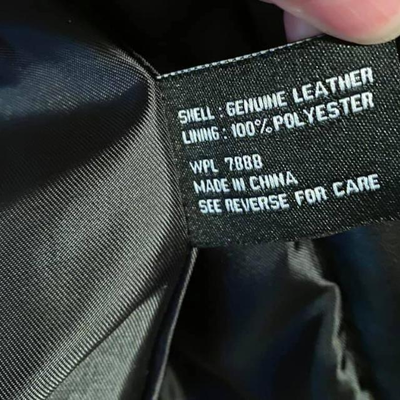 SHELL : GENUINE LEATHER
LINING : 100% POLYESTER
WPL 7888
MADE IN CHINA
SEE REVERSE FOR CARE